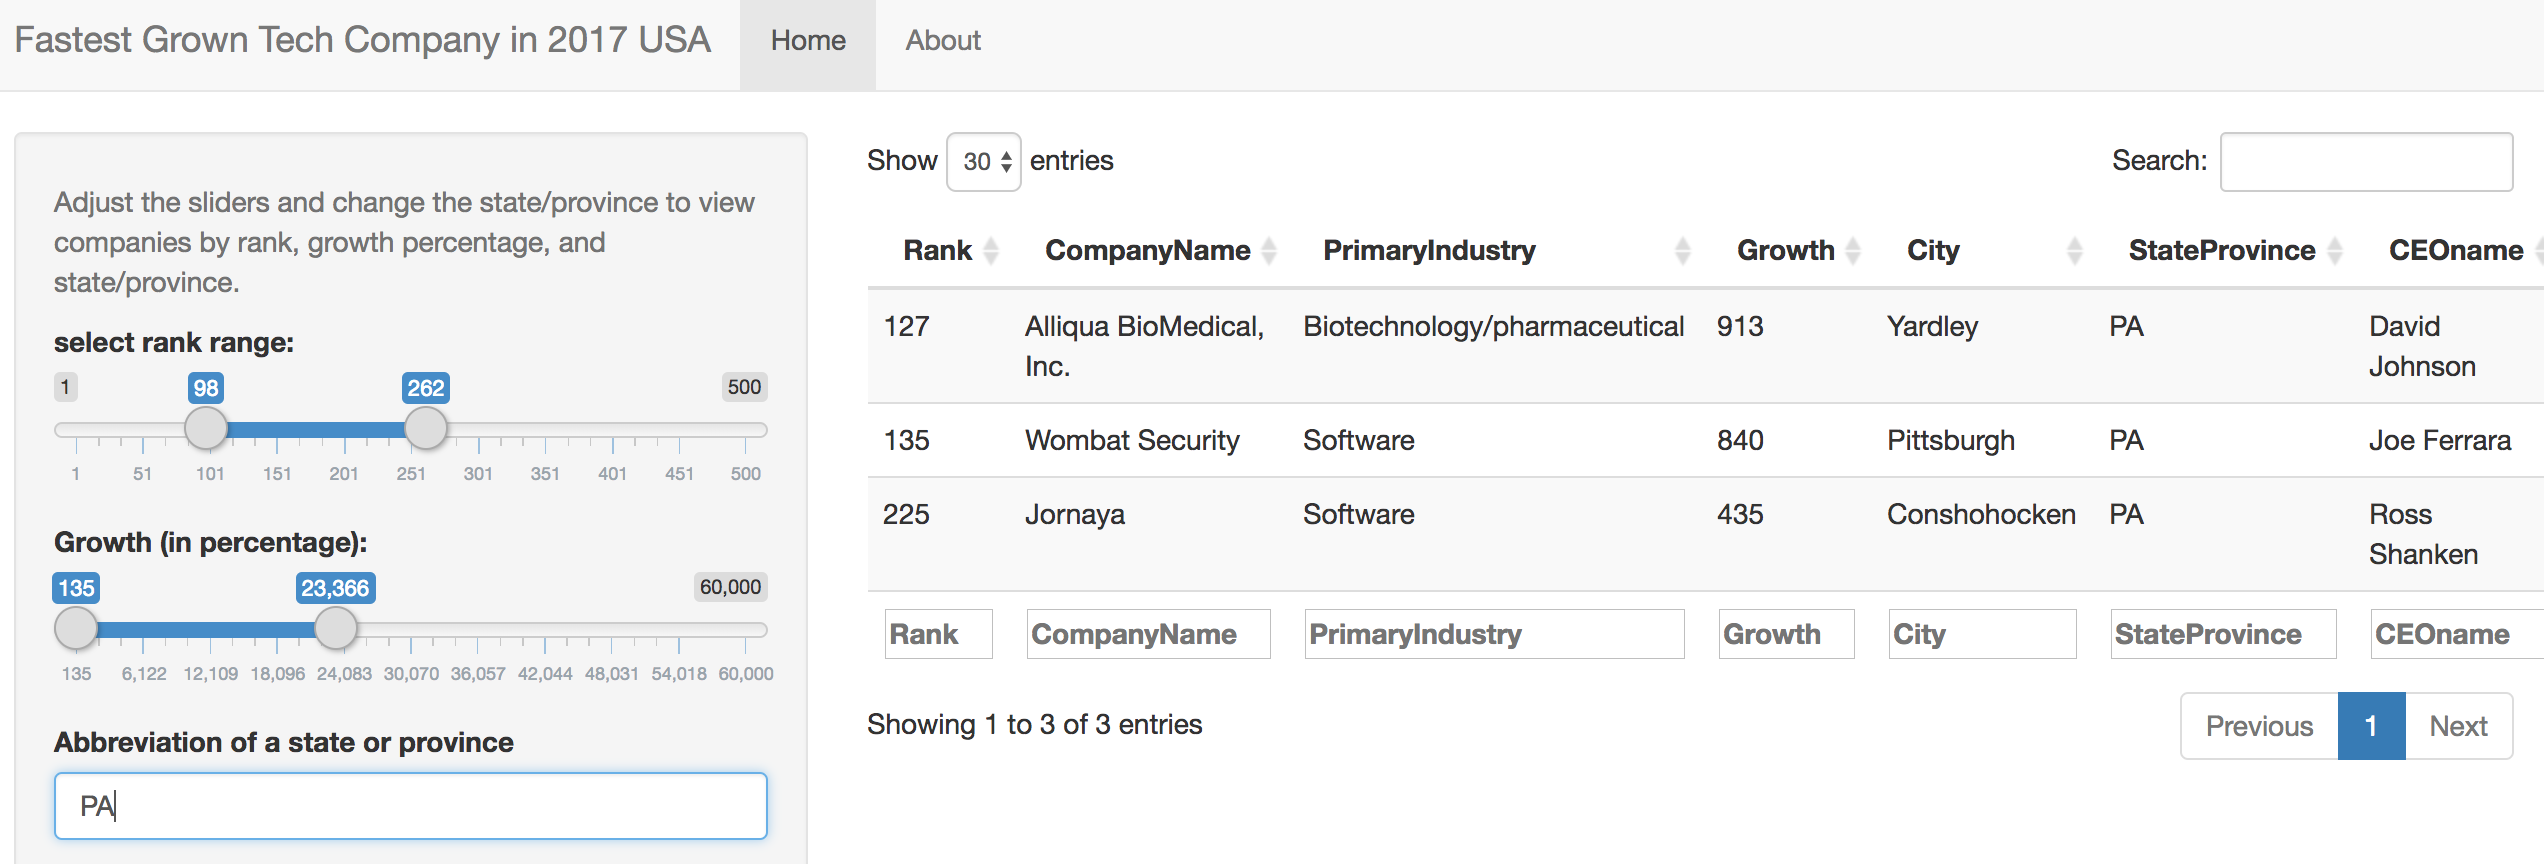 Fastest Grown Tech Company in 2017 USA Home About
Adjust the sliders and change the state/province to view
companies by rank, growth percentage, and
state/province.
select rank range:
1 98 262 500
1 51 101 151 201 251 301 351 401 451 500
Growth (in percentage):
135 23,366 60,000
135 6,122 12,109 18,096 24,083 30,070 36,057 42,044 48,031 54,018 60,000
Abbreviation of a state or province
PA
Show 30 entries Search:
Rank CompanyName PrimaryIndustry Growth City StateProvince CEOname
127 Alliqua BioMedical, Biotechnology/pharmaceutical 913 Yardley PA David
Inc. Johnson
135 Wombat Security Software 840 Pittsburgh PA Joe Ferrara
225 Jornaya Software 435 Conshohocken PA Ross
Shanken
Rank CompanyName PrimaryIndustry Growth City StateProvince CEOname
Showing 1 to 3 of 3 entries Previous 1 Next